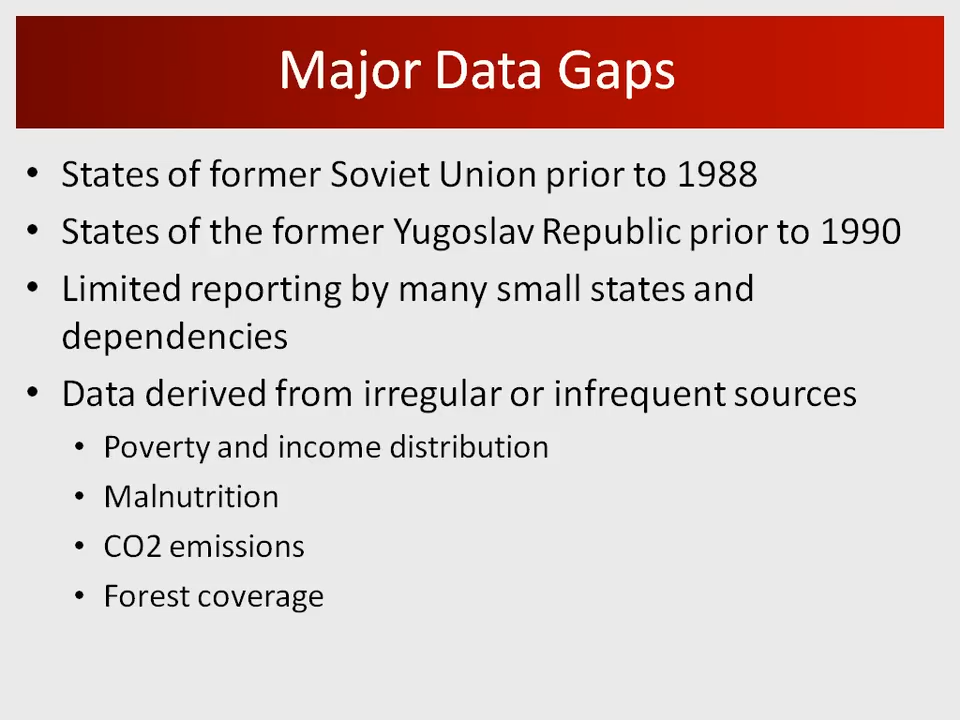 Major Data Gaps
• States of former Soviet Union prior to 1988
• States of the former Yugoslav Republic prior to 1990
• Limited reporting by many small states and
dependencies
• Data derived from irregular or infrequent sources
• Poverty and income distribution
• Malnutrition
• CO2 emissions
• Forest coverage